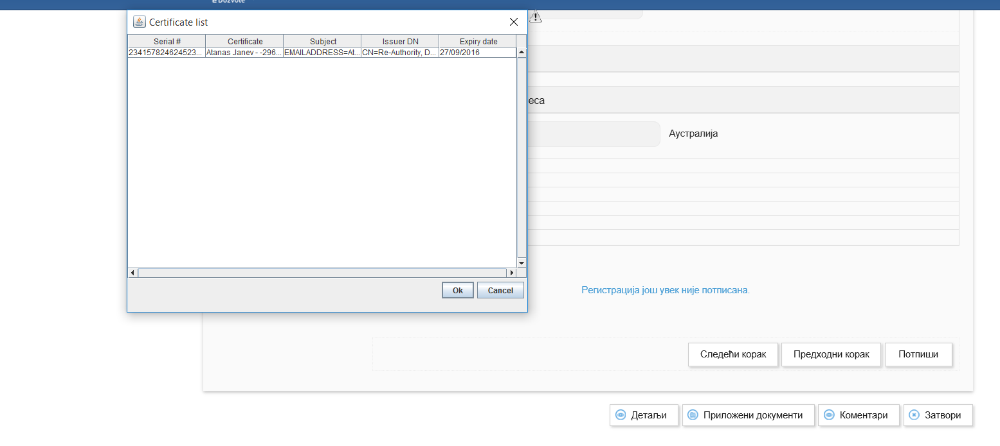 eDozvole
Certificate list
Serial # Certificate Subject Issuer DN Expiry date
234157824624523... Atanas Janev - -296... EMAILADDRESS=At... CN=Re-Authority, D... 27/09/2016
еса
Аустралија
Ok Cancel
Регистрација још увек није потписана.
Следећи корак Предходни корак Потпиши
Детаљи Приложени документи Коментари Затвори